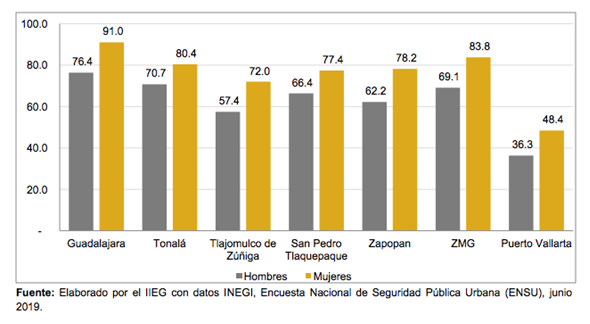 100.0
80.0
60.0
40.0
20.0
-
76.4 91.0
70.7 80.4
57.4 72.0
66.4 77.4
62.2 78.2
69.1 83.8
36.3 48.4
Guadalajara
Tonalá
Tlajomulco de
Zúñiga
San Pedro
Tlaquepaque
Zapopan
ZMG
Puerto Vallarta
Hombres Mujeres
Fuente: Elaborado por el IIEG con datos INEGI, Encuesta Nacional de Seguridad Pública Urbana (ENSU), junio
2019.